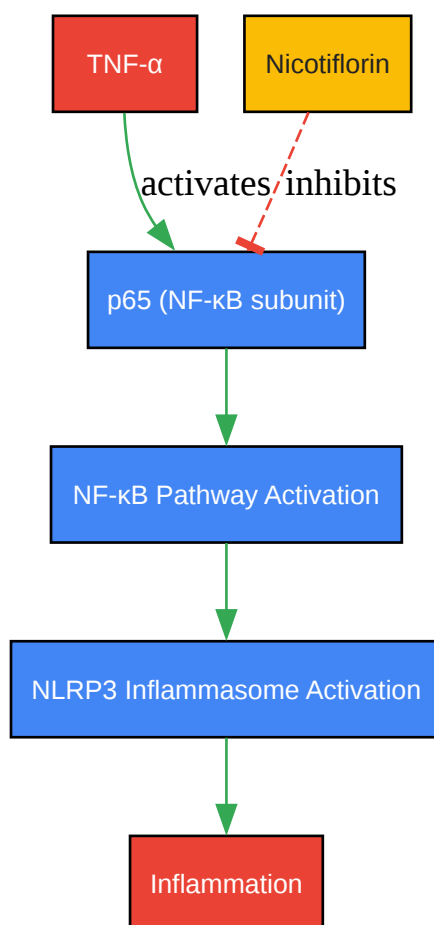 TNF-α
Nicotiflorin
activates
inhibits
p65 (NF-κB subunit)
NF-κB Pathway Activation
NLRP3 Inflammasome Activation
Inflammation